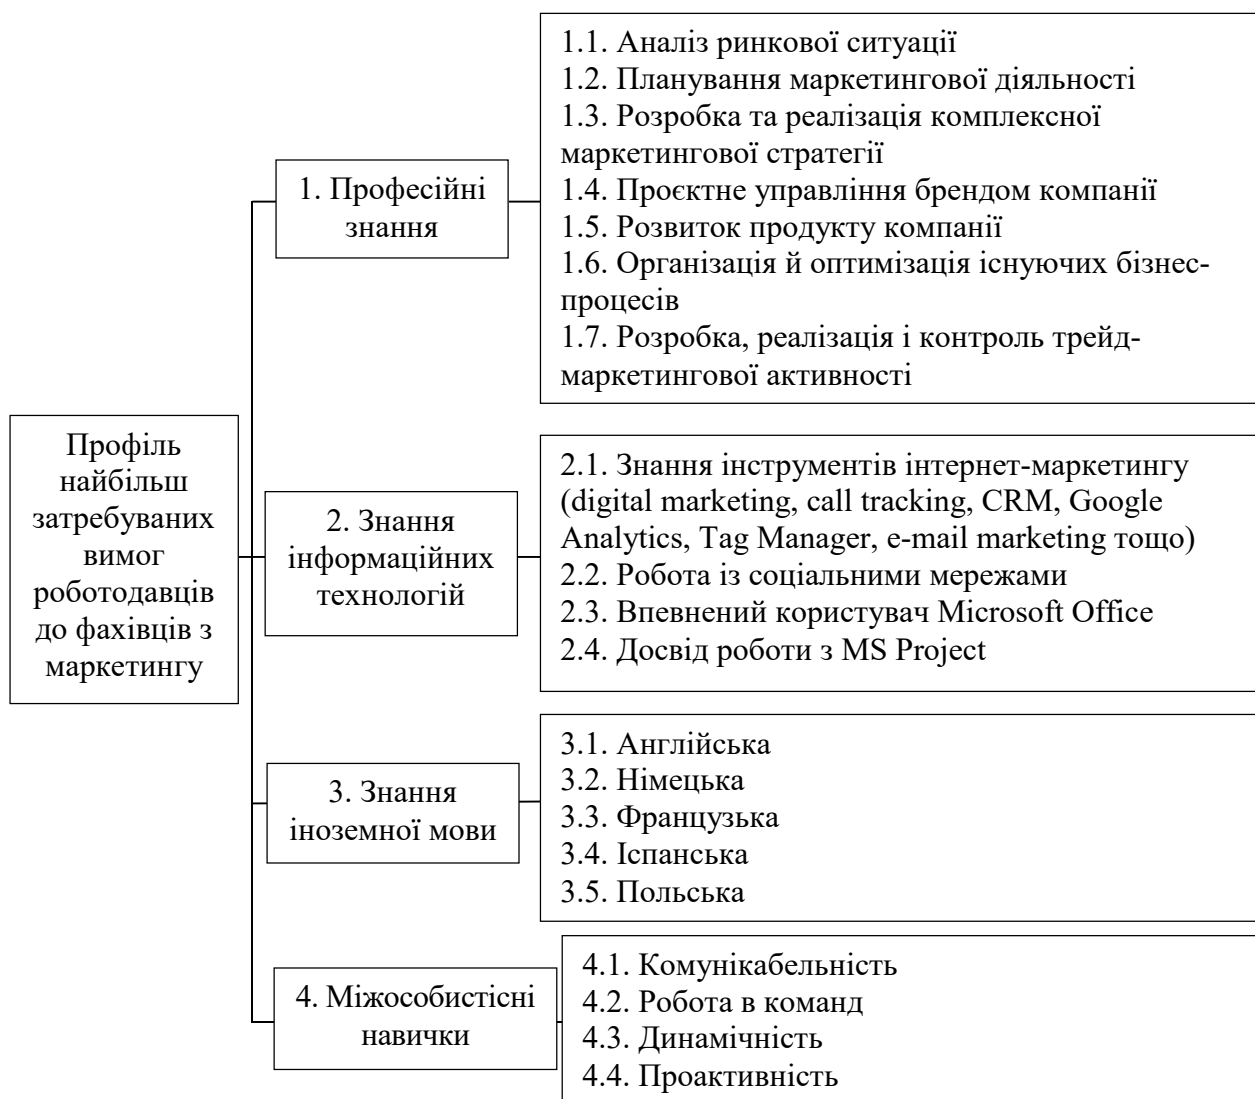 Профіль
найбільш
затребуваних
вимог
роботодавців
до фахівців з
маркетингу
1. Професійні
знання
1.1. Аналіз ринкової ситуації
1.2. Планування маркетингової діяльності
1.3. Розробка та реалізація комплексної
маркетингової стратегії
1.4. Проєктне управління брендом компанії
1.5. Розвиток продукту компанії
1.6. Організація й оптимізація існуючих бізнес-
процесів
1.7. Розробка, реалізація і контроль трейд-
маркетингової активності
2. Знання
інформаційних
технологій
2.1. Знання інструментів інтернет-маркетингу
(digital marketing, call tracking, CRM, Google
Analytics, Tag Manager, e-mail marketing тощо)
2.2. Робота із соціальними мережами
2.3. Впевнений користувач Microsoft Office
2.4. Досвід роботи з MS Project
3. Знання
іноземної мови
3.1. Англійська
3.2. Німецька
3.3. Французька
3.4. Іспанська
3.5. Польська
4. Міжособистісні
навички
4.1. Комунікабельність
4.2. Робота в команд
4.3. Динамічність
4.4. Проактивність